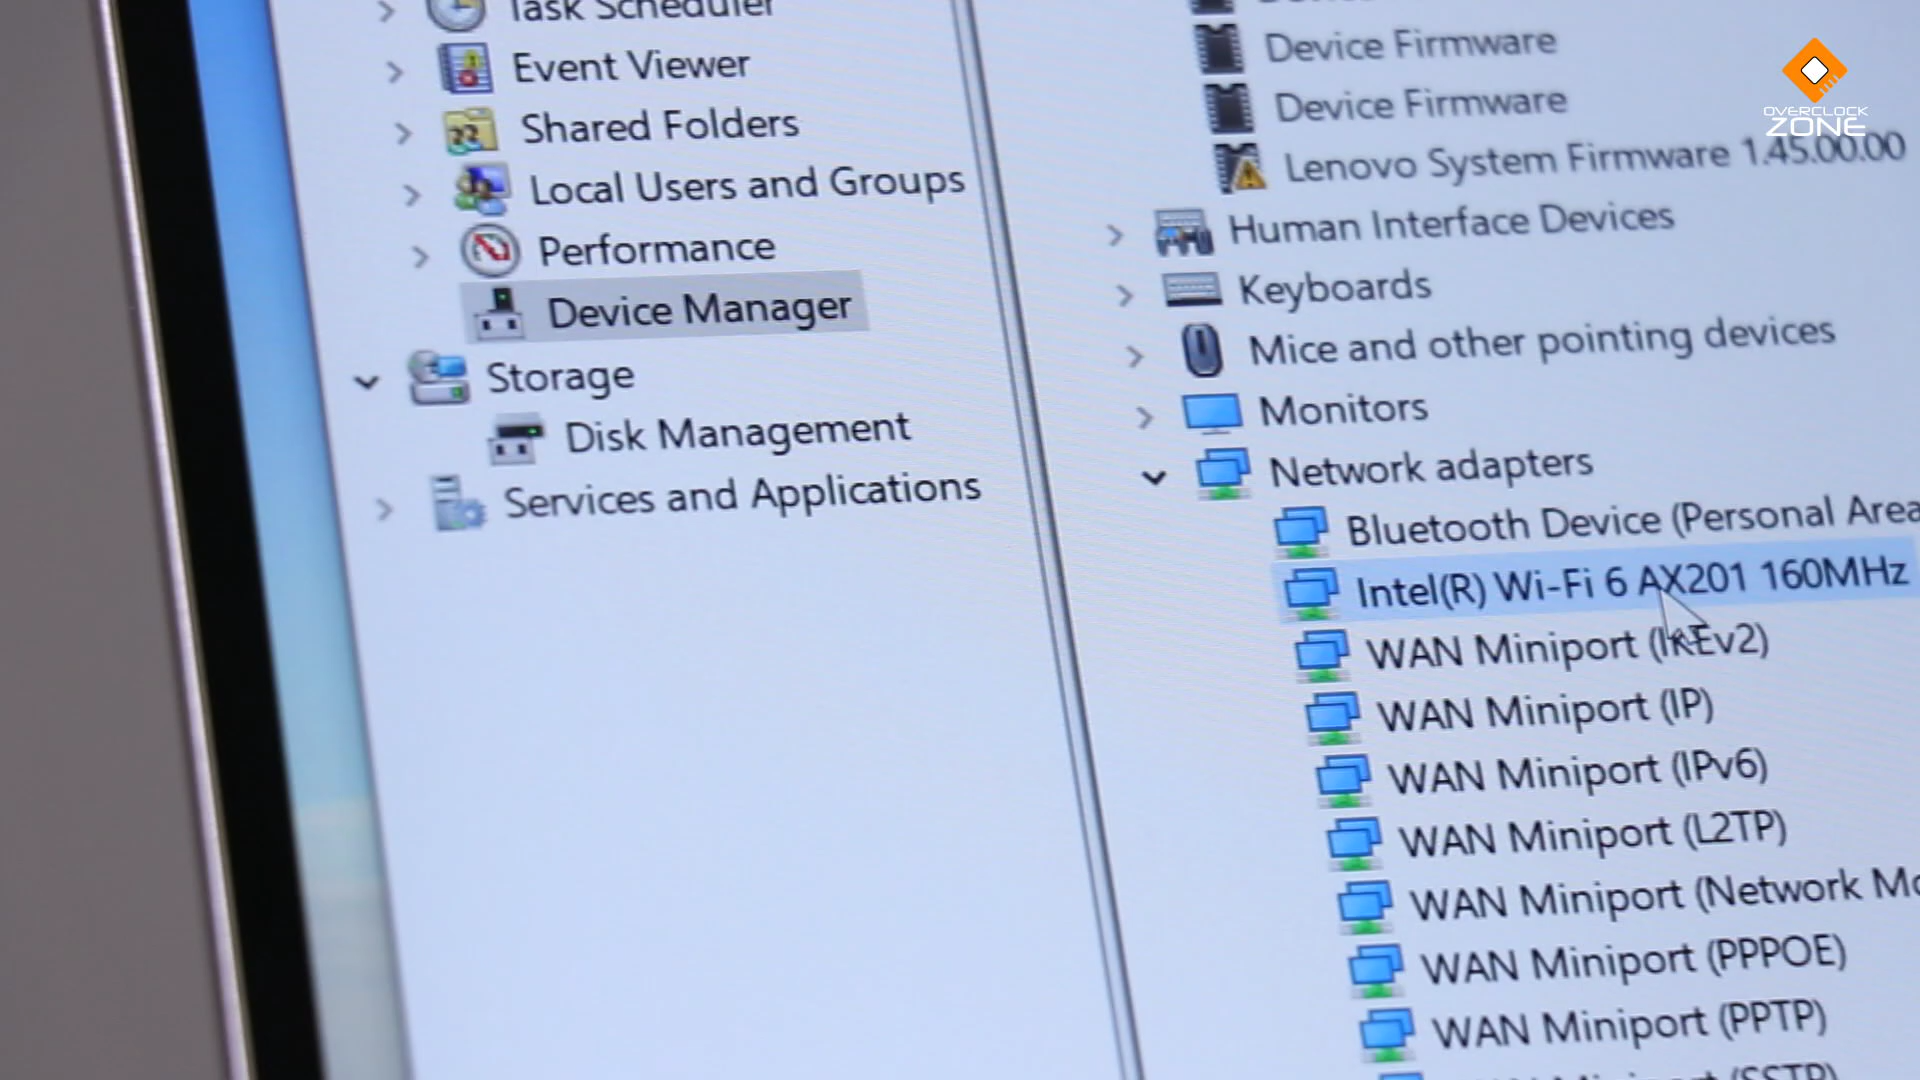 Task Scheduler
Event Viewer
Shared Folders
Local Users and Groups
Performance
Device Manager
Storage
Disk Management
Services and Applications
Device Firmware
Device Firmware
Lenovo System Firmware 1.45.00.00
Human Interface Devices
Keyboards
Mice and other pointing devices
Monitors
Network adapters
Bluetooth Device (Personal Area
Intel(R) Wi-Fi 6 AX201 160MHz
WAN Miniport (IKEv2)
WAN Miniport (IP)
WAN Miniport (IPv6)
WAN Miniport (L2TP)
WAN Miniport (Network Mo
WAN Miniport (PPPOE)
WAN Miniport (PPTP)
OVERCLOCK
ZONE